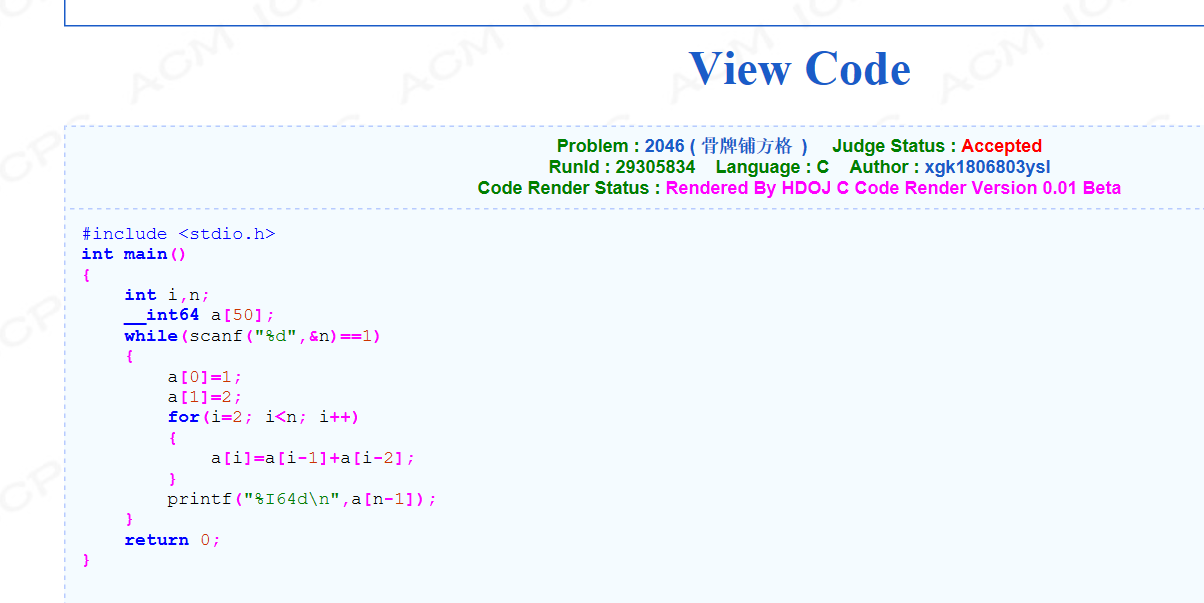 View Code
Problem : 2046 ( 骨牌铺方格 )     Judge Status : Accepted
RunId : 29305834    Language : C    Author : xgk1806803ysl
Code Render Status : Rendered By HDOJ C Code Render Version 0.01 Beta
#include <stdio.h>
int main()
{
    int i,n;
    __int64 a[50];
    while(scanf("%d",&n)==1)
    {
        a[0]=1;
        a[1]=2;
        for(i=2; i<n; i++)
        {
            a[i]=a[i-1]+a[i-2];
        }
        printf("%I64d\n",a[n-1]);
    }
    return 0;
}